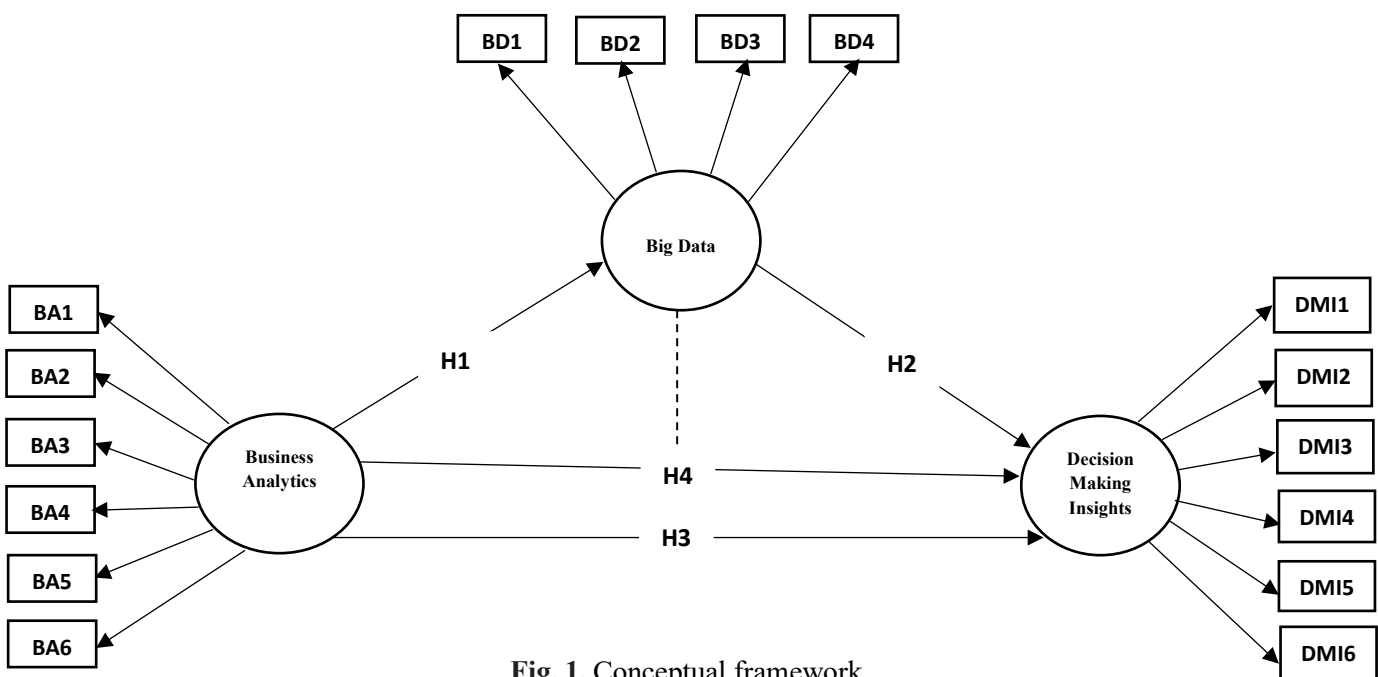 BD1 BD2 BD3 BD4
Big Data
BA1
BA2
BA3
BA4
BA5
BA6
H1
H2
Business
Analytics
H4
H3
Decision
Making
Insights
DMI1
DMI2
DMI3
DMI4
DMI5
DMI6
Fig. 1. Conceptual framework